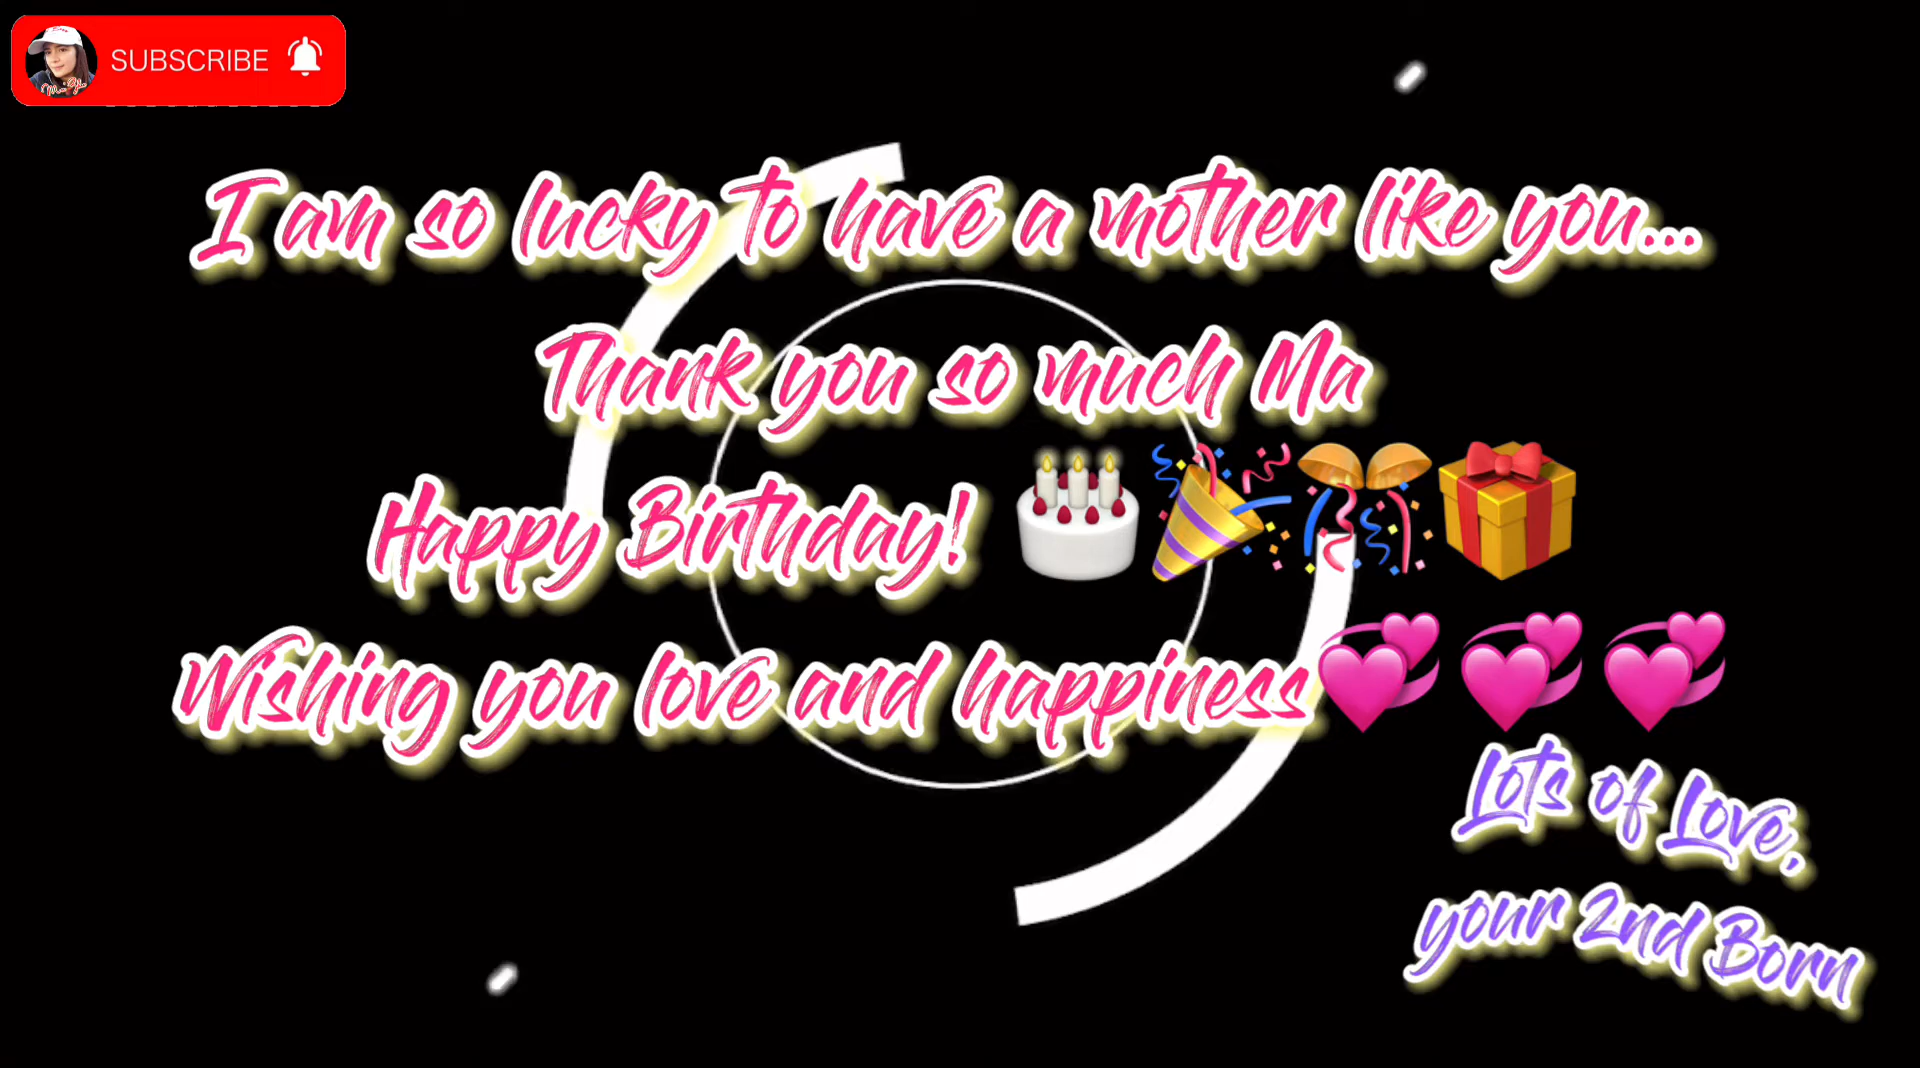 SUBSCRIBE
I am so lucky to have a mother like you...
Thank you so much Ma
Happy Birthday! 🎂🎉🎊🎁
Wishing you love and happiness💞💞💞
Lots of Love,
your 2nd Born